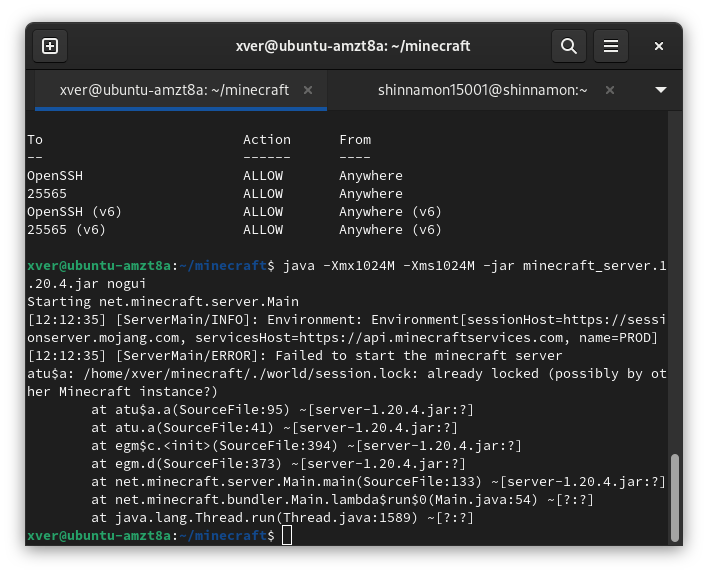 xver@ubuntu-amzt8a: ~/minecraft
xver@ubuntu-amzt8a: ~/minecraft × shinnamon15001@shinnamon:~ ×
To Action From
-- ------ ----
OpenSSH ALLOW Anywhere
25565 ALLOW Anywhere
OpenSSH (v6) ALLOW Anywhere (v6)
25565 (v6) ALLOW Anywhere (v6)
xver@ubuntu-amzt8a:~/minecraft$ java -Xmx1024M -Xms1024M -jar minecraft_server.1
.20.4.jar nogui
Starting net.minecraft.server.Main
[12:12:35] [ServerMain/INFO]: Environment: Environment[sessionHost=https://sessi
onserver.mojang.com, servicesHost=https://api.minecraftservices.com, name=PROD]
[12:12:35] [ServerMain/ERROR]: Failed to start the minecraft server
atu$a: /home/xver/minecraft/./world/session.lock: already locked (possibly by ot
her Minecraft instance?)
at atu$a.a(SourceFile:95) ~[server-1.20.4.jar:?]
at atu.a(SourceFile:41) ~[server-1.20.4.jar:?]
at egm$c.<init>(SourceFile:394) ~[server-1.20.4.jar:?]
at egm.d(SourceFile:373) ~[server-1.20.4.jar:?]
at net.minecraft.server.Main.main(SourceFile:133) ~[server-1.20.4.jar:?]
at net.minecraft.bundler.Main.lambda$run$0(Main.java:54) ~[?:?]
at java.lang.Thread.run(Thread.java:1589) ~[?:?]
xver@ubuntu-amzt8a:~/minecraft$